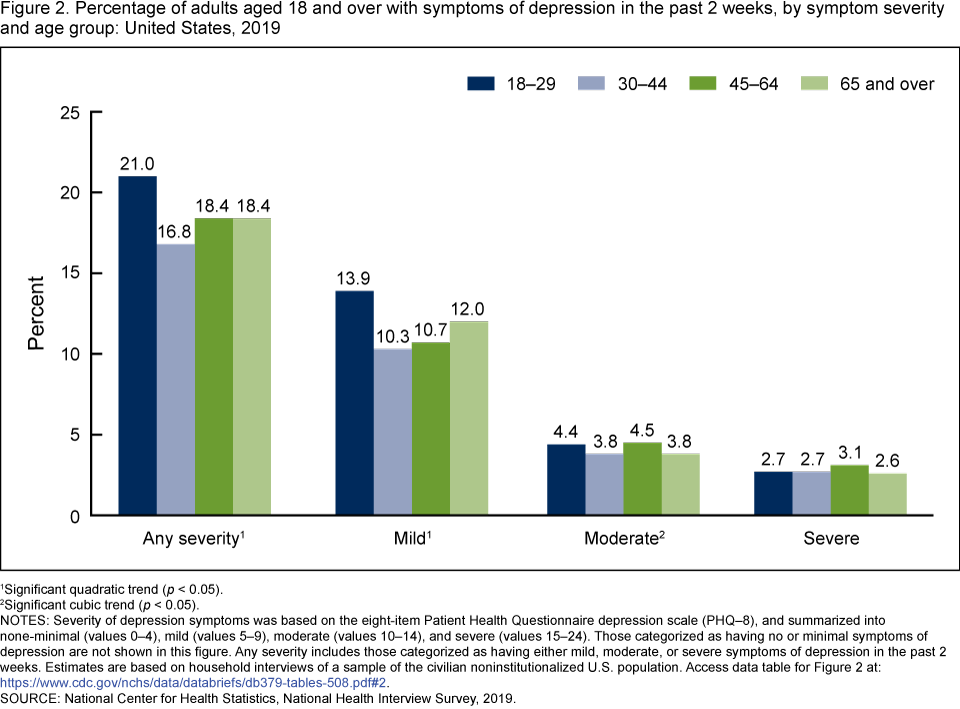 Figure 2. Percentage of adults aged 18 and over with symptoms of depression in the past 2 weeks, by symptom severity
and age group: United States, 2019
18–29 30–44 45–64 65 and over
25
20
15
10
5
0
Percent
21.0
16.8
18.4
18.4
13.9
10.3
10.7
12.0
4.4
3.8
4.5
3.8
2.7
2.7
3.1
2.6
Any severity¹ Mild¹ Moderate² Severe
¹Significant quadratic trend (p < 0.05).
²Significant cubic trend (p < 0.05).
NOTES: Severity of depression symptoms was based on the eight-item Patient Health Questionnaire depression scale (PHQ–8), and summarized into
none-minimal (values 0–4), mild (values 5–9), moderate (values 10–14), and severe (values 15–24). Those categorized as having no or minimal symptoms of
depression are not shown in this figure. Any severity includes those categorized as having either mild, moderate, or severe symptoms of depression in the past 2
weeks. Estimates are based on household interviews of a sample of the civilian noninstitutionalized U.S. population. Access data table for Figure 2 at:
https://www.cdc.gov/nchs/data/databriefs/db379-tables-508.pdf#2.
SOURCE: National Center for Health Statistics, National Health Interview Survey, 2019.